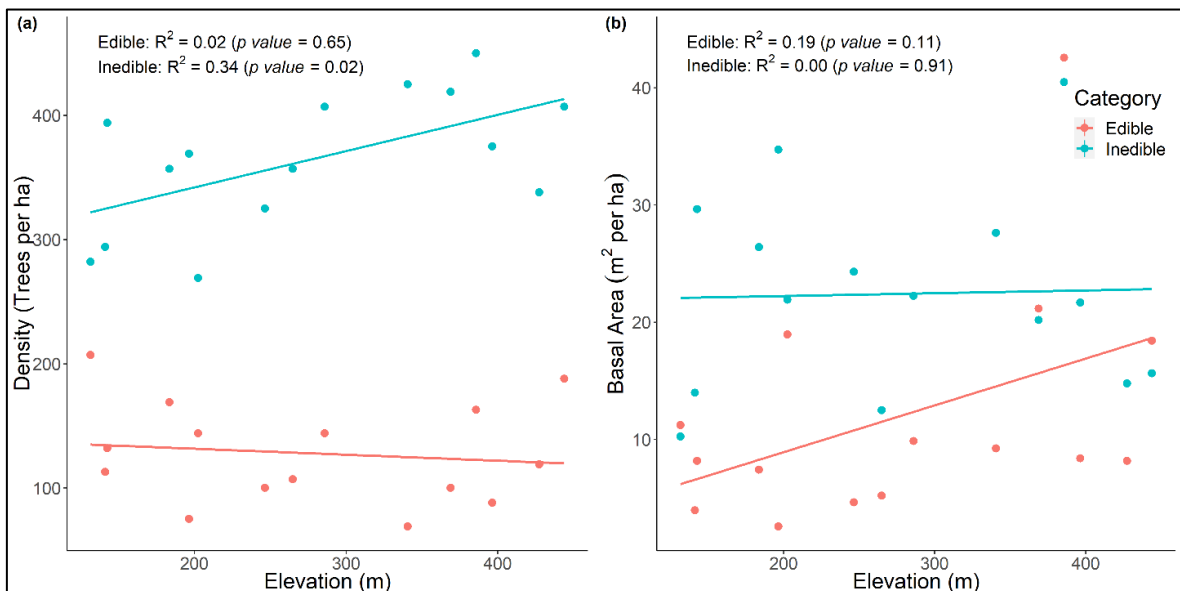 (a)
Edible: R² = 0.02 (p value = 0.65)
Inedible: R² = 0.34 (p value = 0.02)
400
300
200
100
Density (Trees per ha)
200 300 400
Elevation (m)
(b)
Edible: R² = 0.19 (p value = 0.11)
Inedible: R² = 0.00 (p value = 0.91)
Category
Edible
Inedible
40
30
20
10
Basal Area (m² per ha)
200 300 400
Elevation (m)